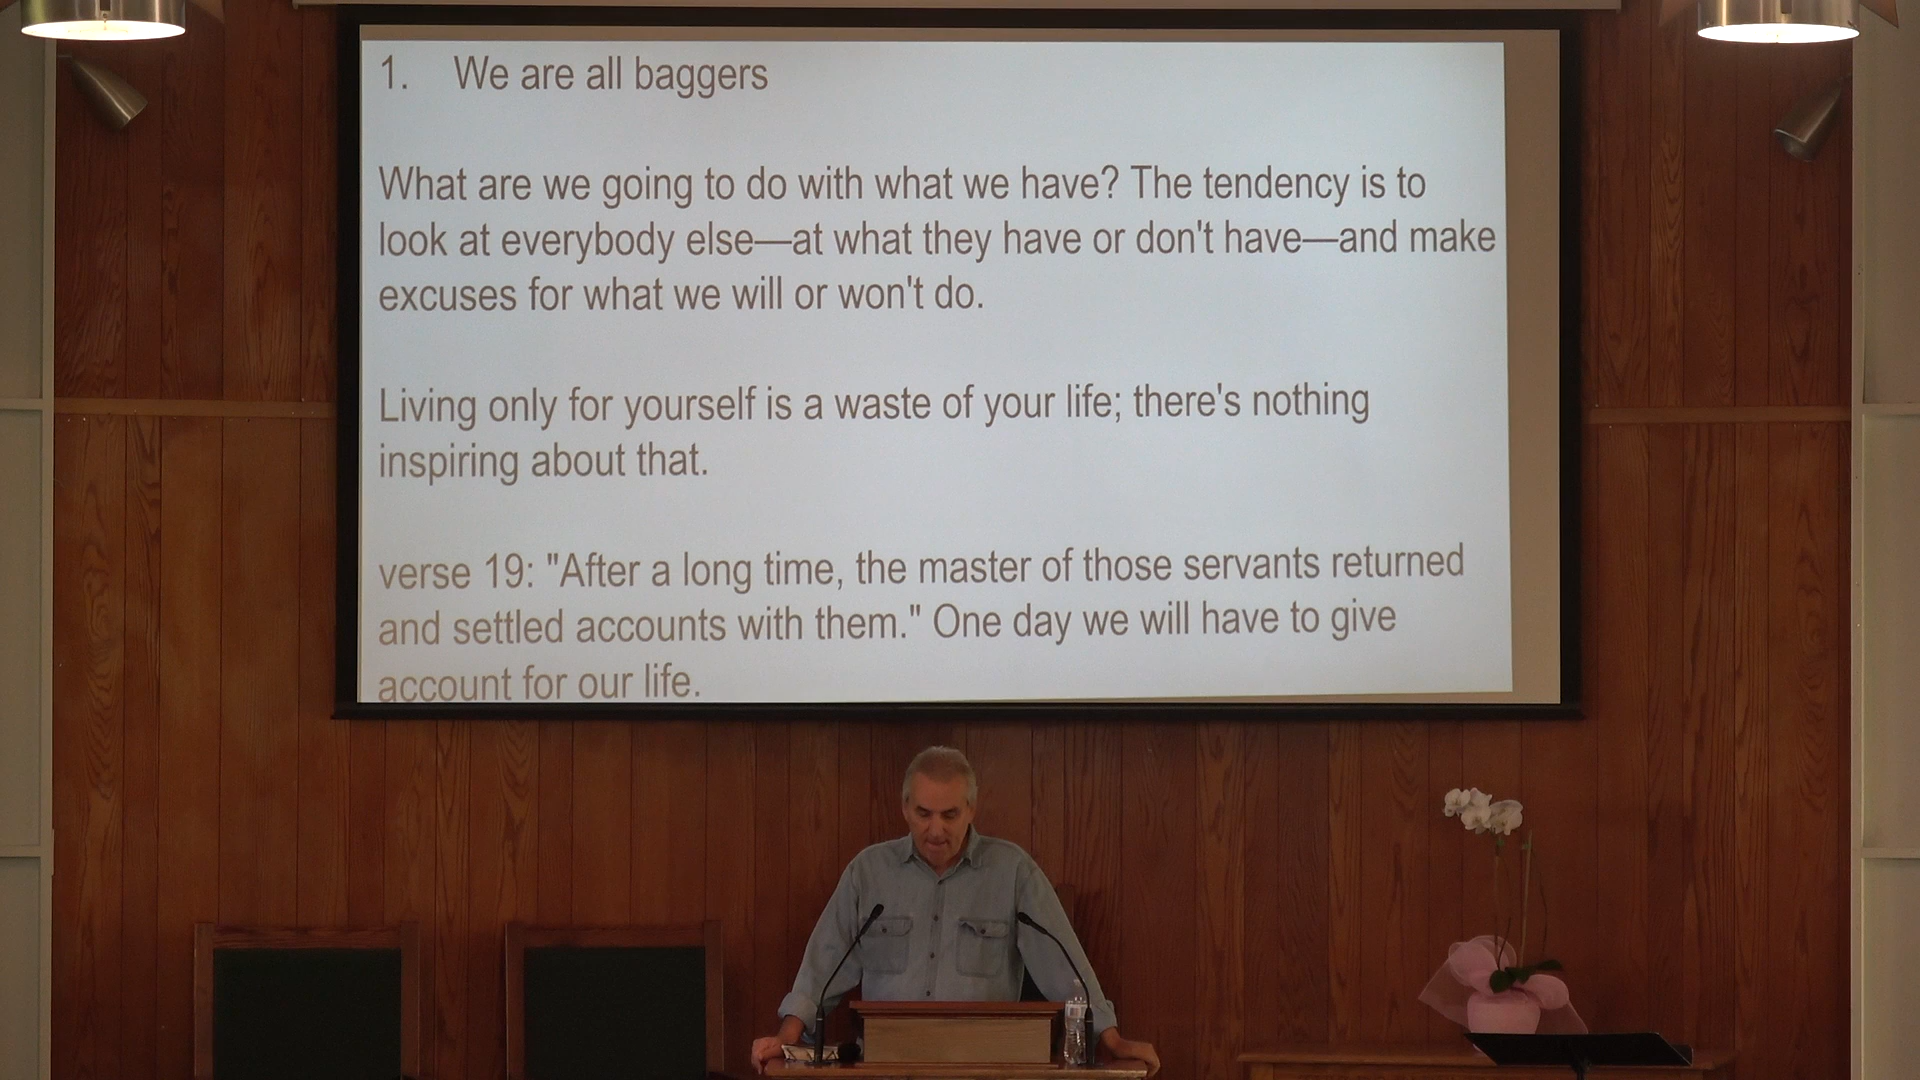 1. We are all baggers
What are we going to do with what we have? The tendency is to
look at everybody else—at what they have or don't have—and make
excuses for what we will or won't do.
Living only for yourself is a waste of your life; there's nothing
inspiring about that.
verse 19: "After a long time, the master of those servants returned
and settled accounts with them." One day we will have to give
account for our life.